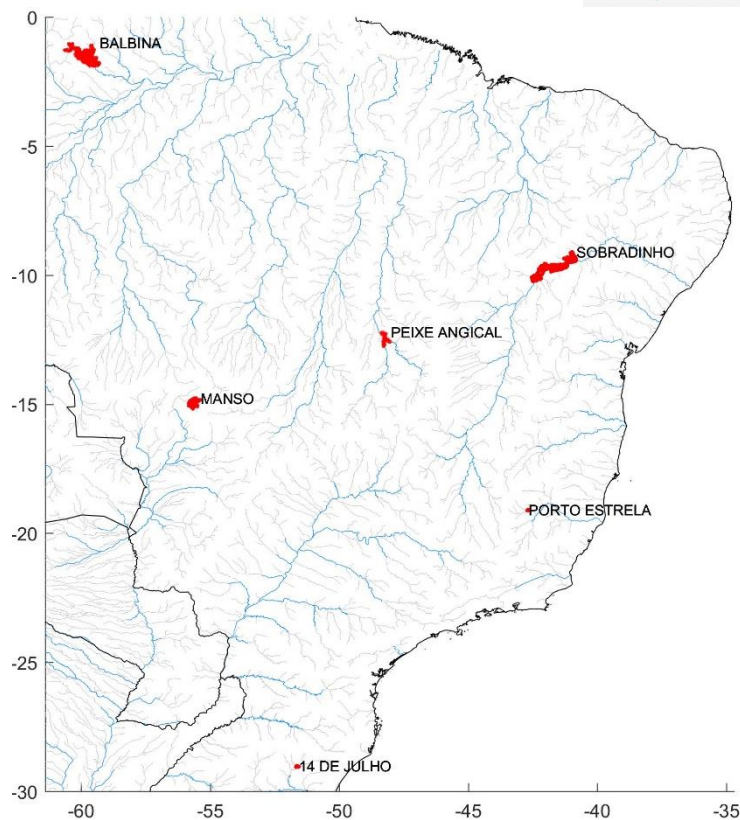 0
BALBINA
-5
SOBRADINHO
-10
PEIXE ANGICAL
MANSO
-15
PORTO ESTRELA
-20
-25
14 DE JULHO
-30
-60 -55 -50 -45 -40 -35